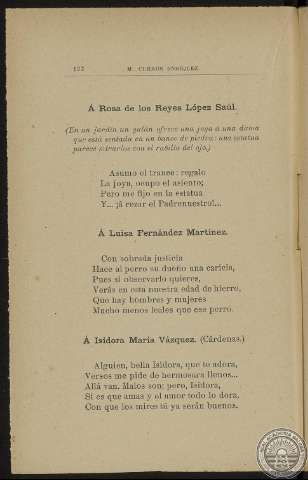 122 M. CURROS ENRÍQUEZ
Á Rosa de los Reyes López Saúl.
(En un jardín un galán ofrece una joya á una dama
que está sentada en un banco de piedra: una estatua
parece mirarlos con el rabillo del ojo.)
Asumo el trance: regalo
La joya, ocupo el asiento;
Pero me fijo en la estatua
Y... ¡á rezar el Padrenuestro!...
Á Luisa Fernández Martínez.
Con sobrada justicia
Hace al perro su dueño una caricia,
Pues si observarlo quieres,
Verás en esta nuestra edad de hierro,
Que hay hombres y mujeres
Mucho menos leales que ese perro.
Á Isidora María Vázquez. (Cárdenas.)
Alguien, bella Isidora, que te adora,
Versos me pide de hermosura llenos...
Allá van. Malos son; pero, Isidora,
Si es que amas y el amor todo lo dora,
Con que los mires tú ya serán buenos.